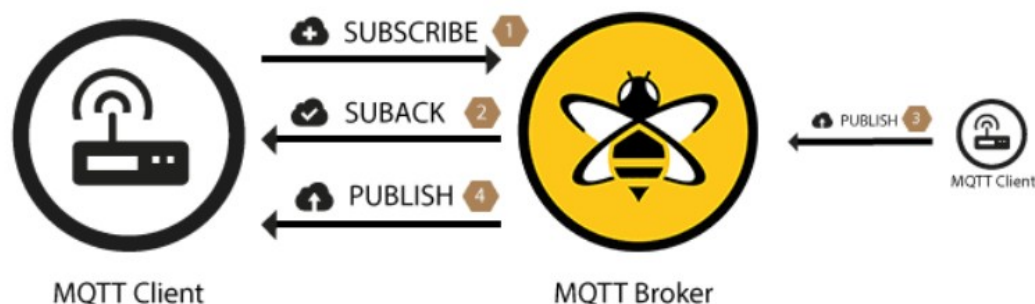 SUBSCRIBE 1
SUBACK 2
PUBLISH 3
PUBLISH 4
MQTT Client
MQTT Client
MQTT Broker